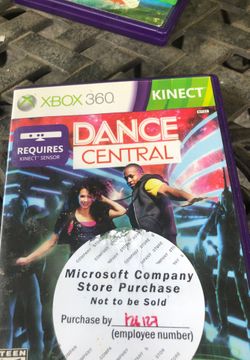 XBOX 360
KINECT
REQUIRES
KINECT SENSOR
DANCE
CENTRAL
Microsoft Company
Store Purchase
Not to be Sold
Purchase by
(employee number)
TEEN